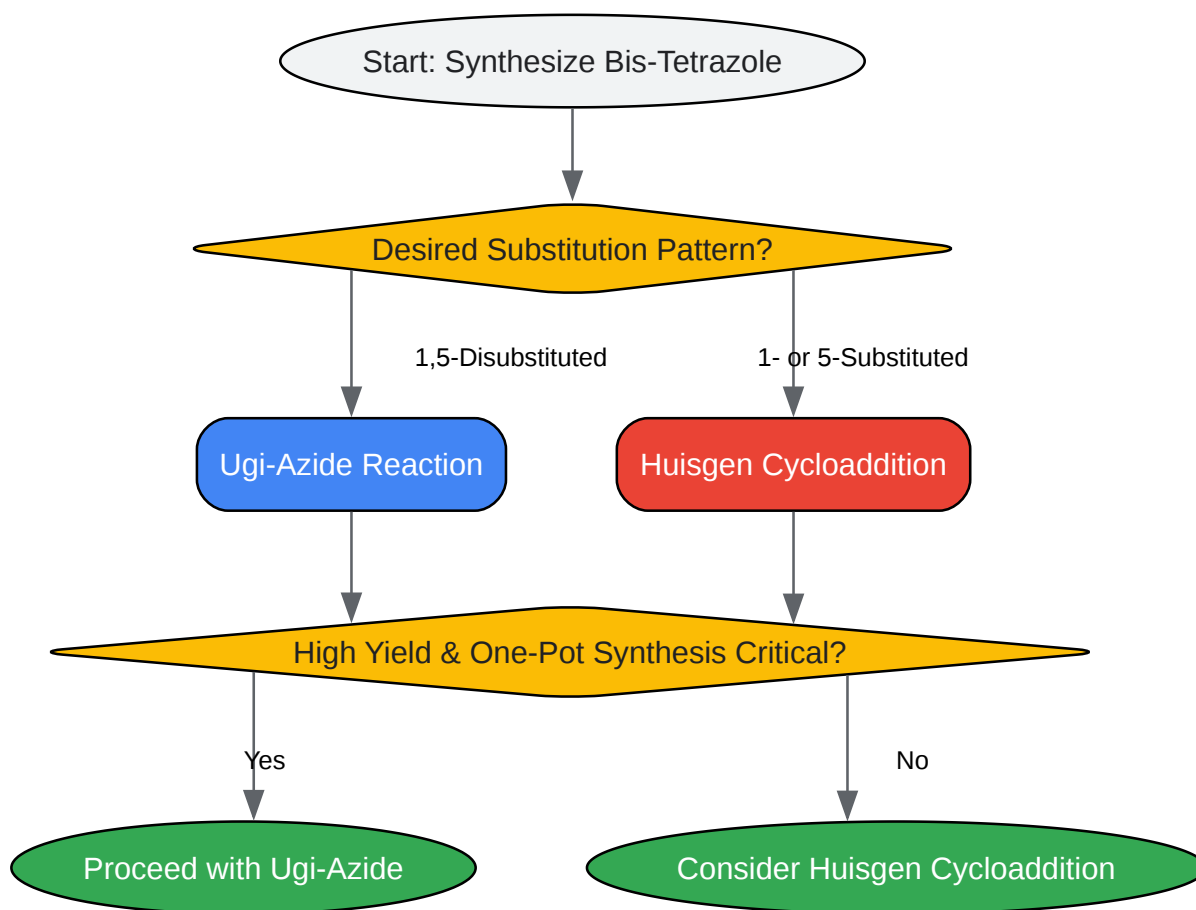 Start: Synthesize Bis-Tetrazole
Desired Substitution Pattern?
1,5-Disubstituted
1- or 5-Substituted
Ugi-Azide Reaction
Huisgen Cycloaddition
High Yield & One-Pot Synthesis Critical?
Yes
No
Proceed with Ugi-Azide
Consider Huisgen Cycloaddition